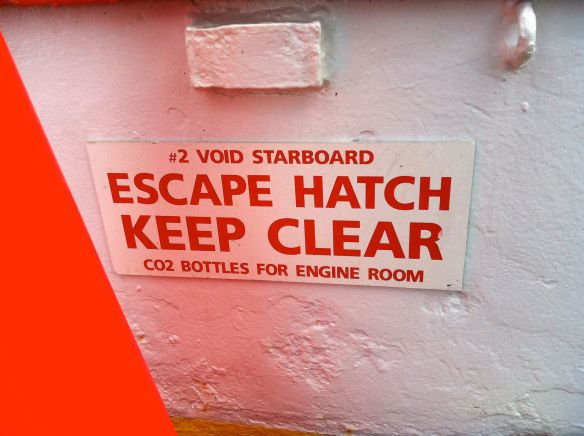 #2 VOID STARBOARD
ESCAPE HATCH
KEEP CLEAR
CO2 BOTTLES FOR ENGINE ROOM